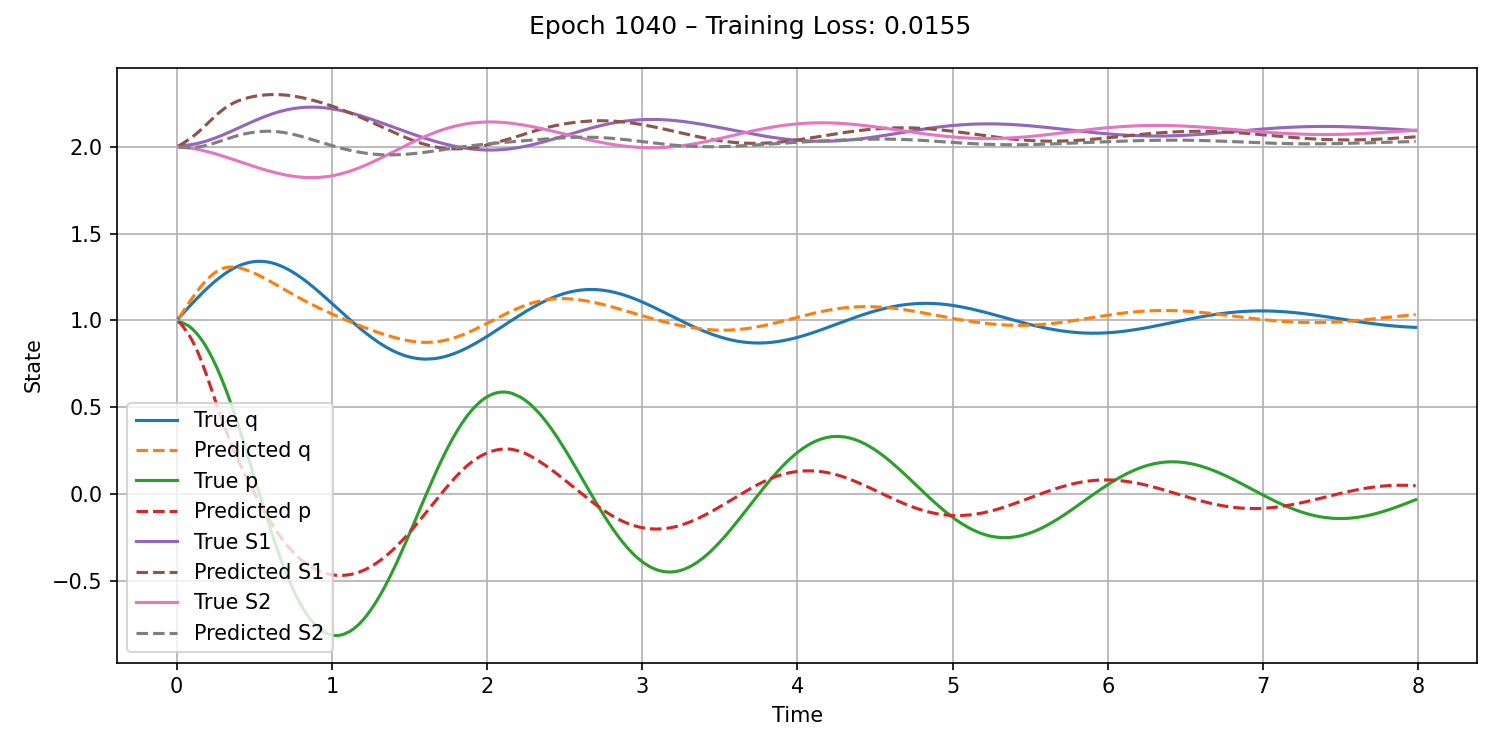 Epoch 1040 – Training Loss: 0.0155
State
2.0
1.5
1.0
0.5
0.0
−0.5
True q
Predicted q
True p
Predicted p
True S1
Predicted S1
True S2
Predicted S2
0 1 2 3 4 5 6 7 8
Time